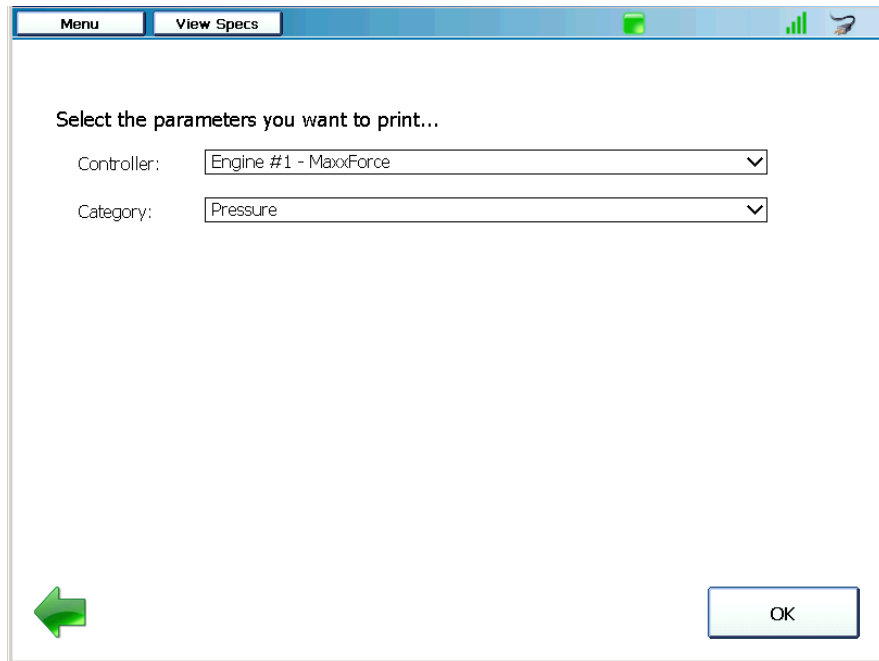 Menu View Specs
Select the parameters you want to print...
Controller: Engine #1 - MaxxForce
Category: Pressure
OK